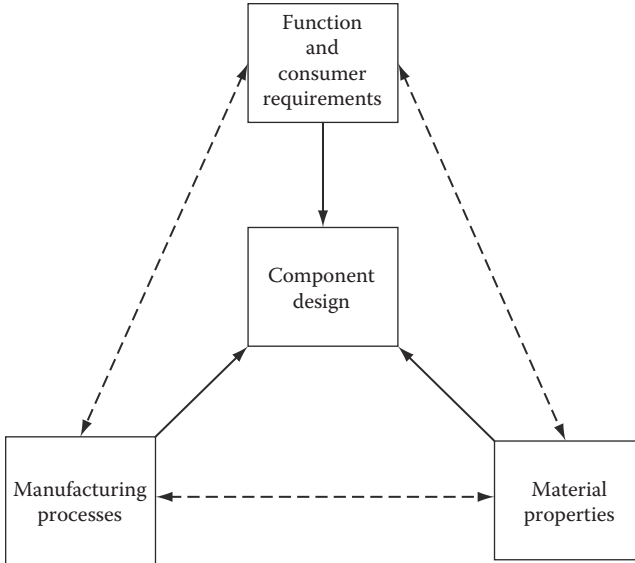 Function
and
consumer
requirements
Component
design
Manufacturing
processes
Material
properties